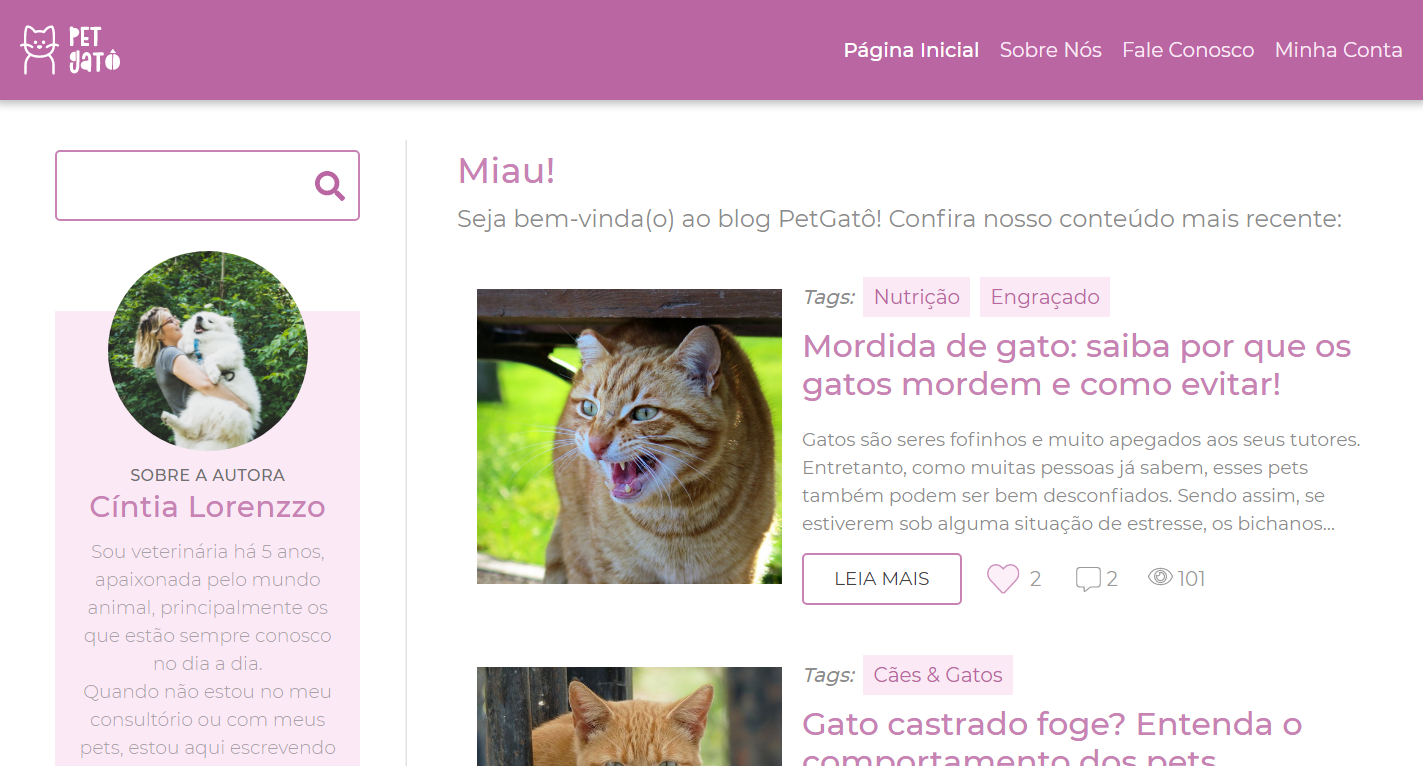 PET
gatô
Página Inicial Sobre Nós Fale Conosco Minha Conta
SOBRE A AUTORA
Cíntia Lorenzzo
Sou veterinária há 5 anos,
apaixonada pelo mundo
animal, principalmente os
que estão sempre conosco
no dia a dia.
Quando não estou no meu
consultório ou com meus
pets, estou aqui escrevendo
Miau!
Seja bem-vinda(o) ao blog PetGatô! Confira nosso conteúdo mais recente:
Tags: Nutrição Engraçado
Mordida de gato: saiba por que os
gatos mordem e como evitar!
Gatos são seres fofinhos e muito apegados aos seus tutores.
Entretanto, como muitas pessoas já sabem, esses pets
também podem ser bem desconfiados. Sendo assim, se
estiverem sob alguma situação de estresse, os bichanos...
LEIA MAIS 2 2 101
Tags: Cães & Gatos
Gato castrado foge? Entenda o
comportamento dos pets